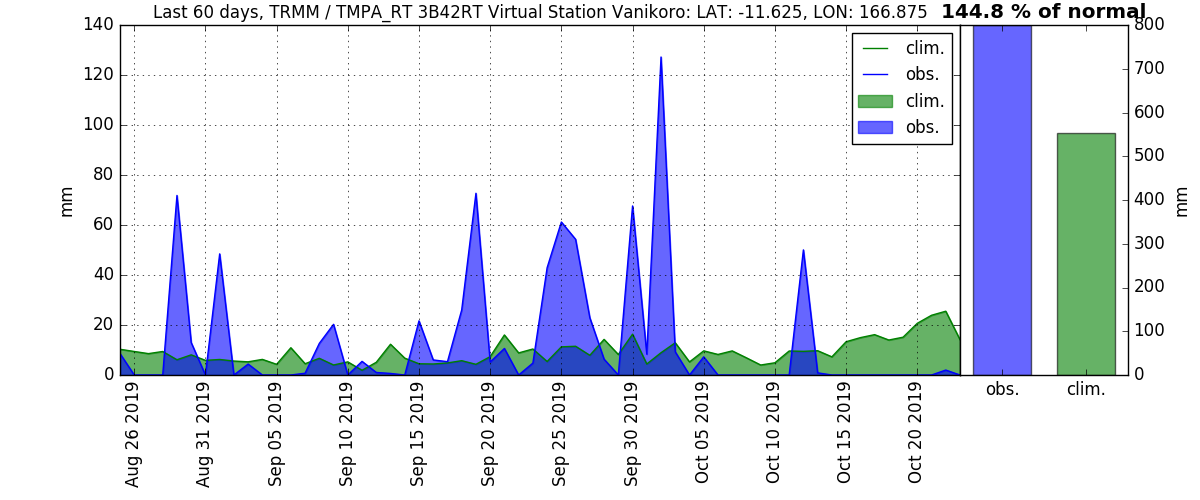 Last 60 days, TRMM / TMPA_RT 3B42RT Virtual Station Vanikoro: LAT: -11.625, LON: 166.875 144.8 % of normal
140
120
100
80
60
40
20
0
mm
clim.
obs.
clim.
obs.
800
700
600
500
400
300
200
100
0
mm
Aug 26 2019
Aug 31 2019
Sep 05 2019
Sep 10 2019
Sep 15 2019
Sep 20 2019
Sep 25 2019
Sep 30 2019
Oct 05 2019
Oct 10 2019
Oct 15 2019
Oct 20 2019
obs.
clim.